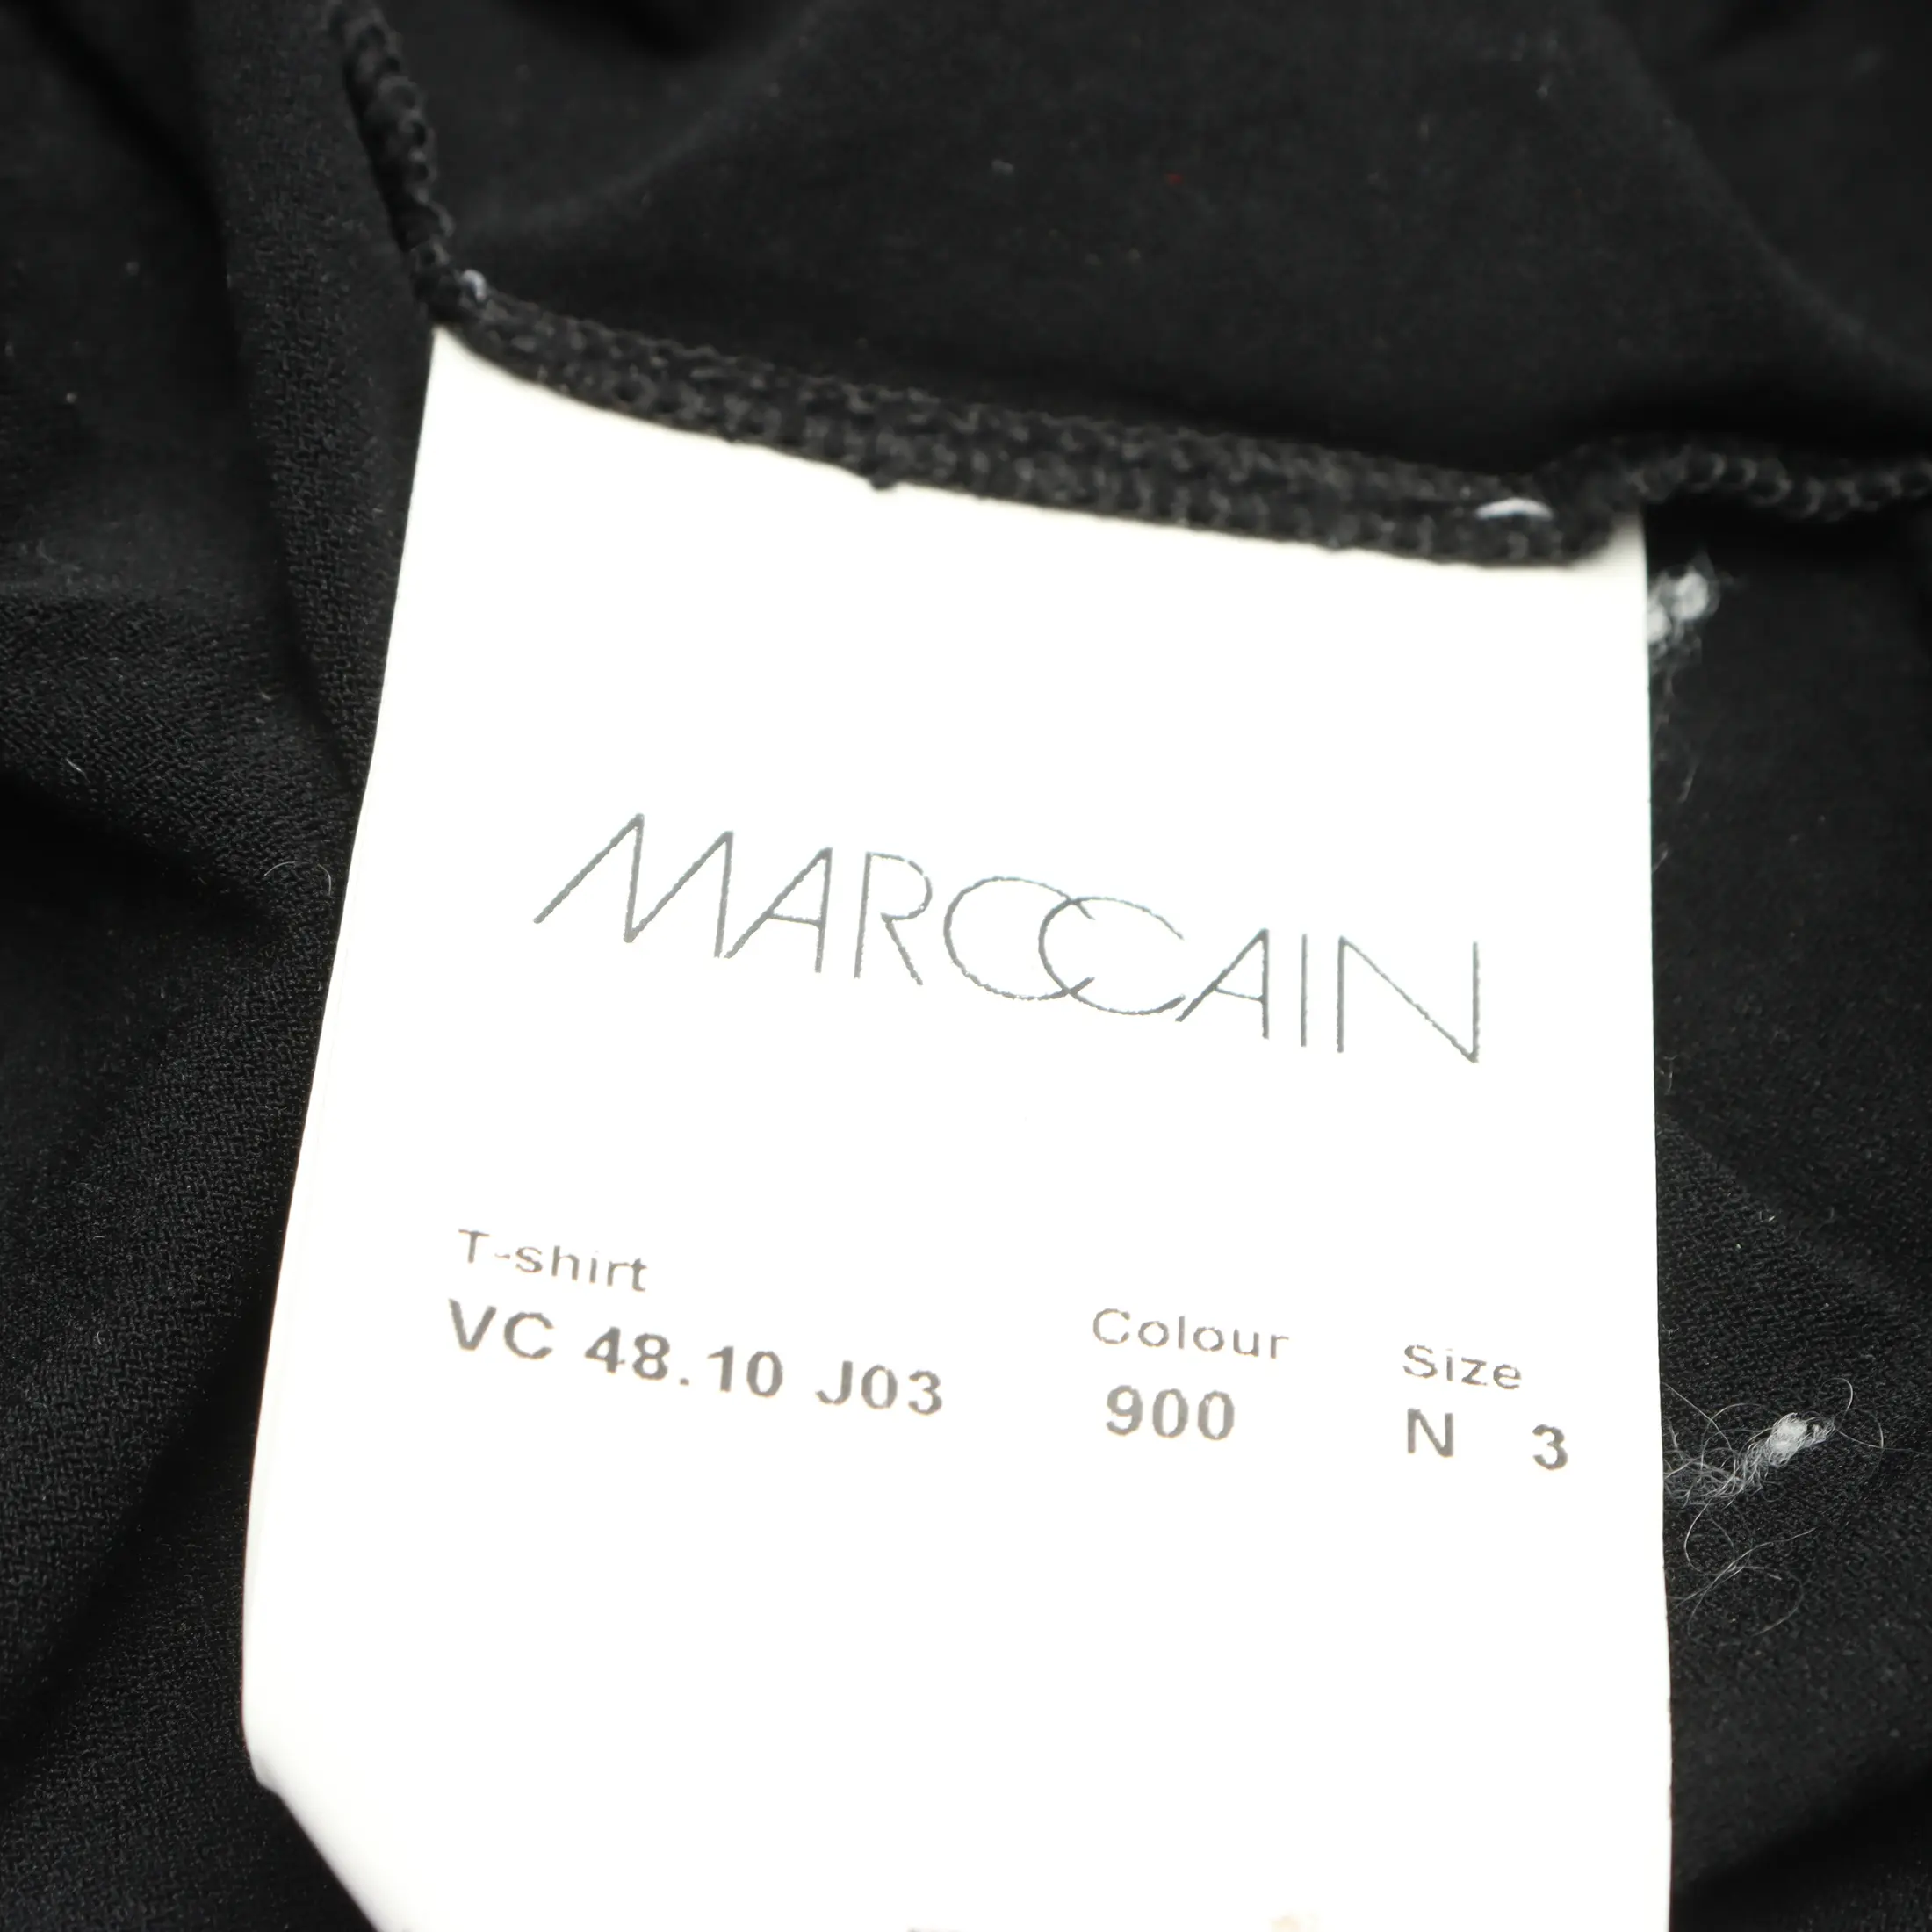 MARCCAIN
T-shirt
VC 48.10 J03
Colour
900
Size
N 3